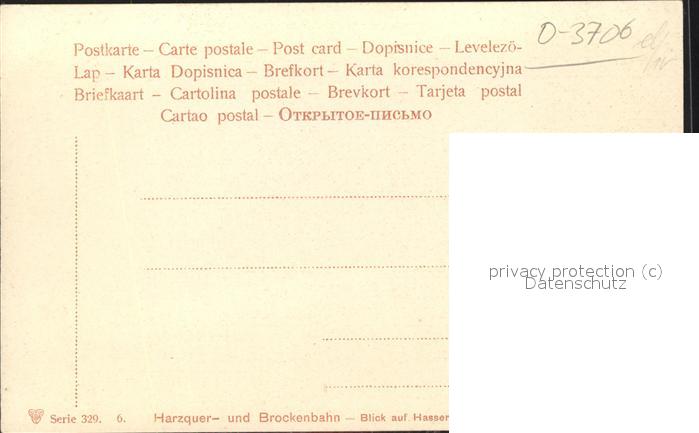 O-3706
Postkarte – Carte postale – Post card – Dopisnice – Levelező-
Lap – Karta Dopisnica – Brefkort – Karta korespondencyjna
Briefkaart – Cartolina postale – Brevkort – Tarjeta postal
Cartao postal – Открытое-письмо
privacy protection (c)
Datenschutz
Serie 329. 6. Harzquer- und Brockenbahn – Blick auf Hasser